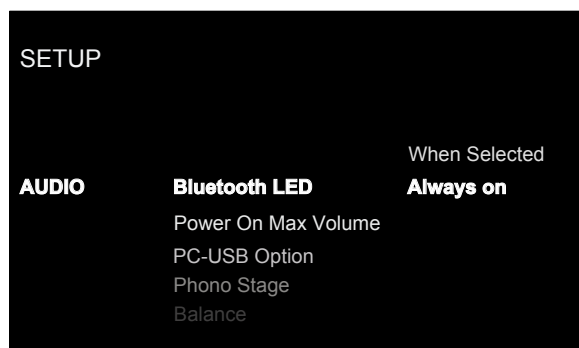 SETUP
When Selected
AUDIO Bluetooth LED Always on
Power On Max Volume
PC-USB Option
Phono Stage
Balance